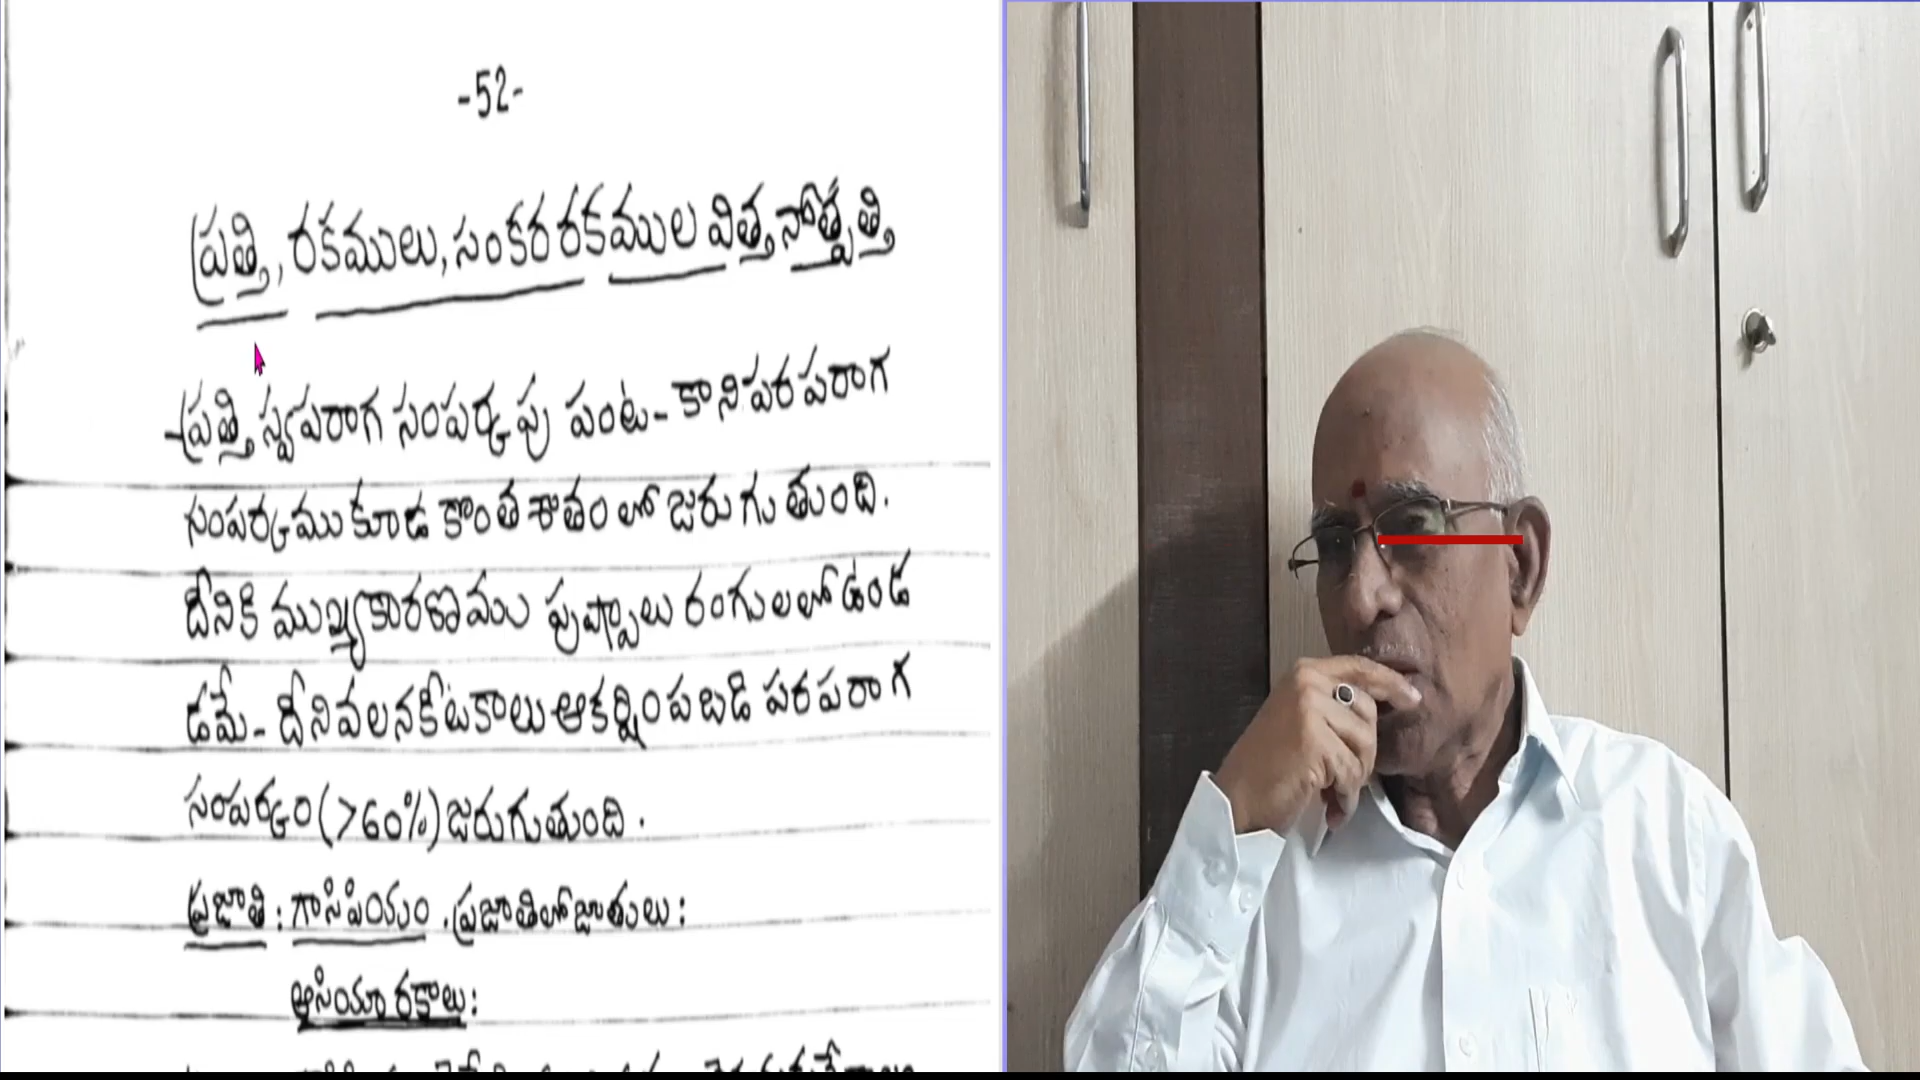 -52-
ప్రత్తి, రకములు, సంకర రకముల విత్తనోత్పత్తి
-ప్రత్తి స్వపరాగ సంపర్కపు పంట- కాని పరపరాగ
సంపర్కము కూడ కొంత శాతంలో జరుగు తుంది.
దీనికి ముఖ్యకారణము పుష్పాలు రంగులలో ఉండ
డమే- దీనివలన కీటకాలు ఆకర్షింపబడి పరపరాగ
సంపర్కం (>60%) జరుగుతుంది.
ప్రజాతి: గాసిపియం. ప్రజాతిలో జాతులు:
ఆసియా రకాలు: